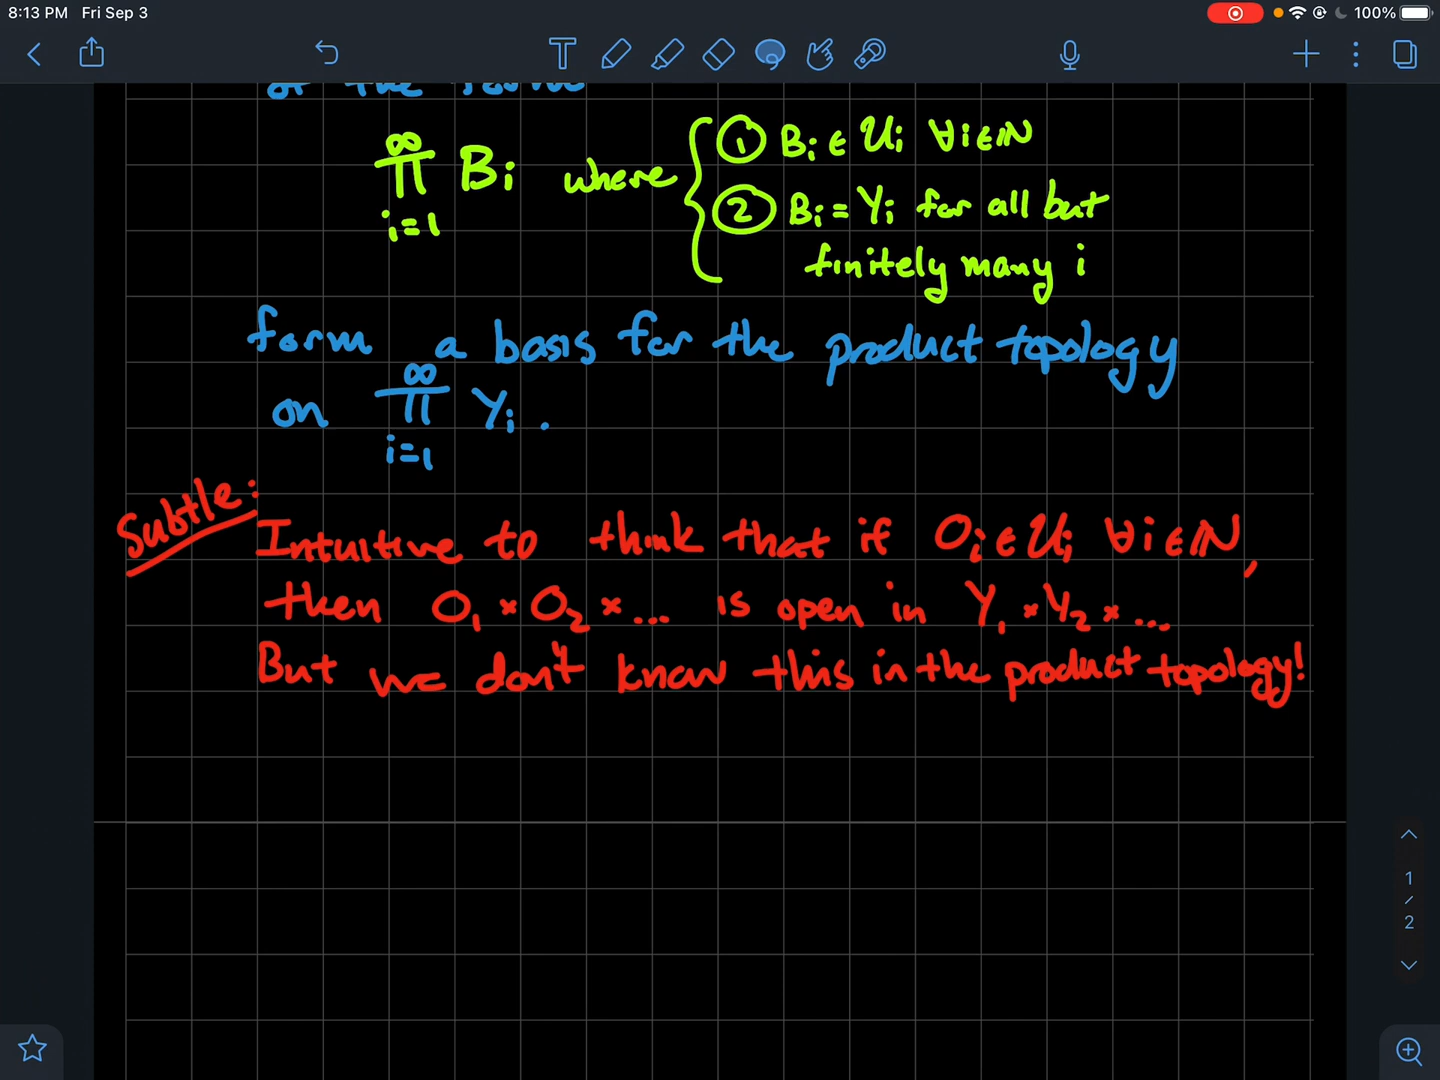 8:13 PM Fri Sep 3
100%
of the form
∞
∏ Bᵢ where { ① Bᵢ ∈ 𝒰ᵢ ∀i∈ℕ
i=1
② Bᵢ = Yᵢ for all but
finitely many i
form a basis for the product topology
∞
on ∏ Yᵢ .
i=1
Subtle:
Intuitive to think that if Oᵢ ∈ 𝒰ᵢ ∀i∈ℕ,
then O₁ × O₂ × ... is open in Y₁ × Y₂ × ...
But we don't know this in the product topology!
1
/
2